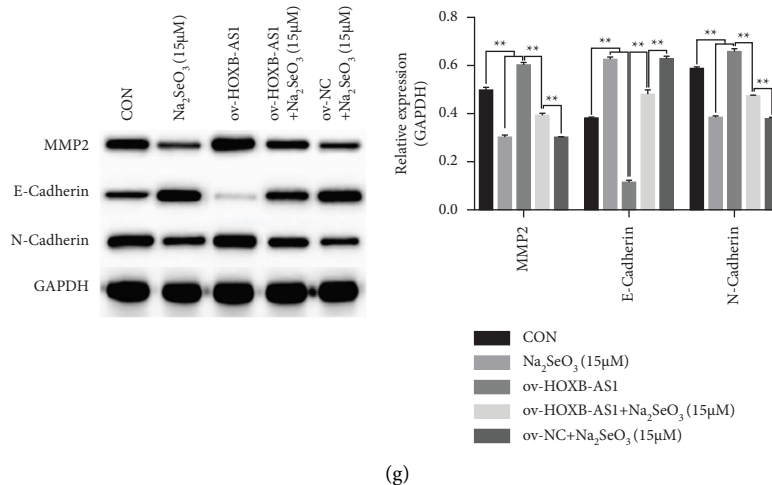 CON
Na₂SeO₃ (15μM)
ov-HOXB-AS1
ov-HOXB-AS1
+Na₂SeO₃ (15μM)
ov-NC
+Na₂SeO₃ (15μM)
MMP2
E-Cadherin
N-Cadherin
GAPDH
Relative expression
(GAPDH)
0.8
0.6
0.4
0.2
0.0
** ** **
** ** **
** ** **
MMP2
E-Cadherin
N-Cadherin
CON
Na₂SeO₃ (15μM)
ov-HOXB-AS1
ov-HOXB-AS1+Na₂SeO₃ (15μM)
ov-NC+Na₂SeO₃ (15μM)
(g)